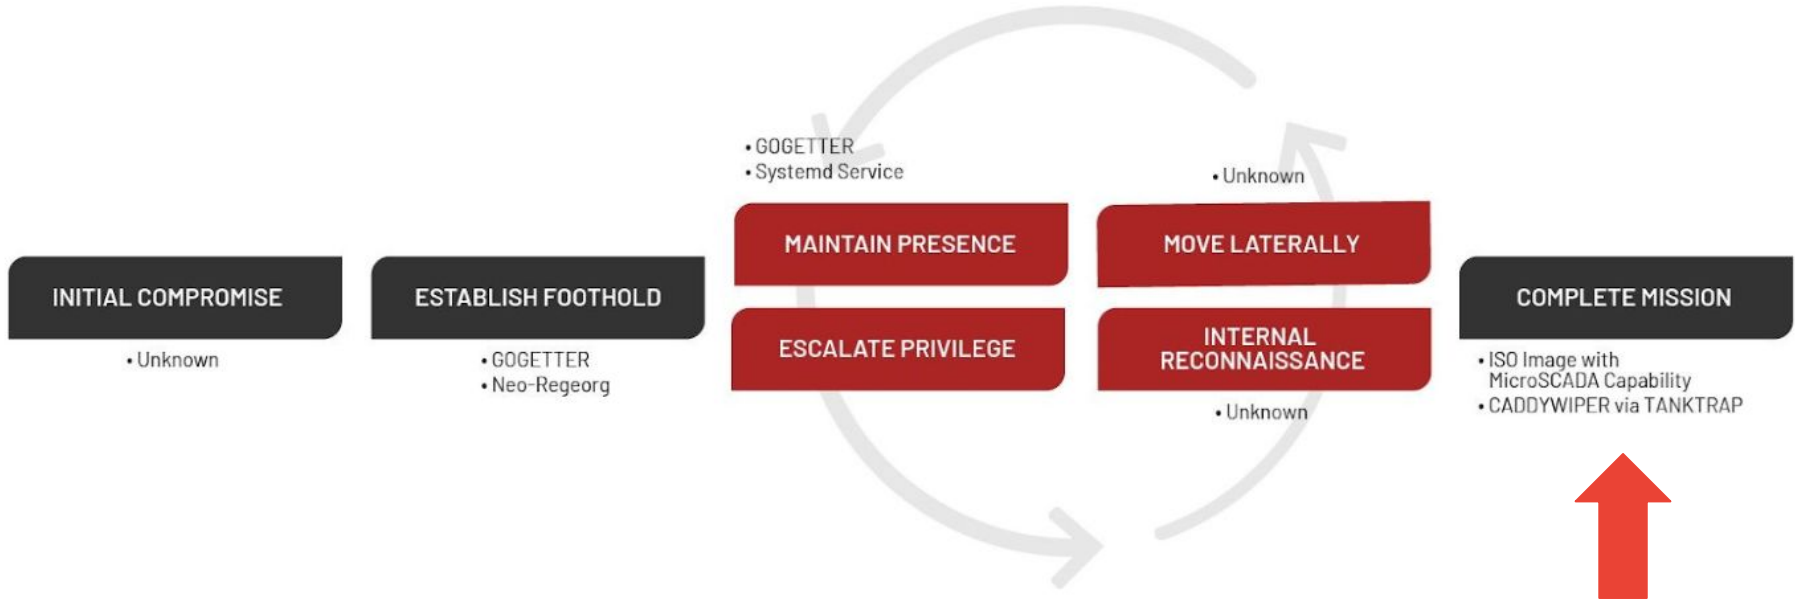 INITIAL COMPROMISE
• Unknown
ESTABLISH FOOTHOLD
• GOGETTER
• Neo-Regeorg
• GOGETTER
• Systemd Service
MAINTAIN PRESENCE
ESCALATE PRIVILEGE
• Unknown
MOVE LATERALLY
INTERNAL
RECONNAISSANCE
• Unknown
COMPLETE MISSION
• ISO Image with
MicroSCADA Capability
• CADDYWIPER via TANKTRAP